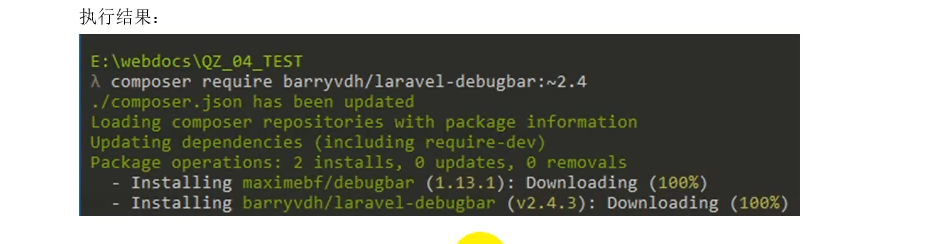 执行结果：
E:\webdocs\QZ_04_TEST
λ composer require barryvdh/laravel-debugbar:~2.4
./composer.json has been updated
Loading composer repositories with package information
Updating dependencies (including require-dev)
Package operations: 2 installs, 0 updates, 0 removals
  - Installing maximebf/debugbar (1.13.1): Downloading (100%)
  - Installing barryvdh/laravel-debugbar (v2.4.3): Downloading (100%)